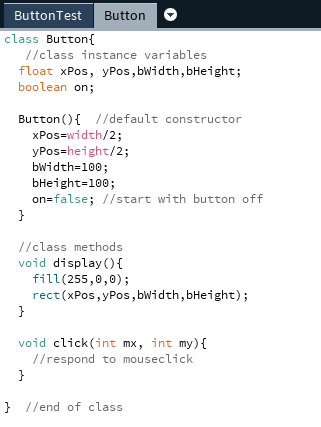 ButtonTest Button
class Button{
//class instance variables
float xPos, yPos,bWidth,bHeight;
boolean on;
Button(){ //default constructor
xPos=width/2;
yPos=height/2;
bWidth=100;
bHeight=100;
on=false; //start with button off
}
//class methods
void display(){
fill(255,0,0);
rect(xPos,yPos,bWidth,bHeight);
}
void click(int mx, int my){
//respond to mouseclick
}
} //end of class